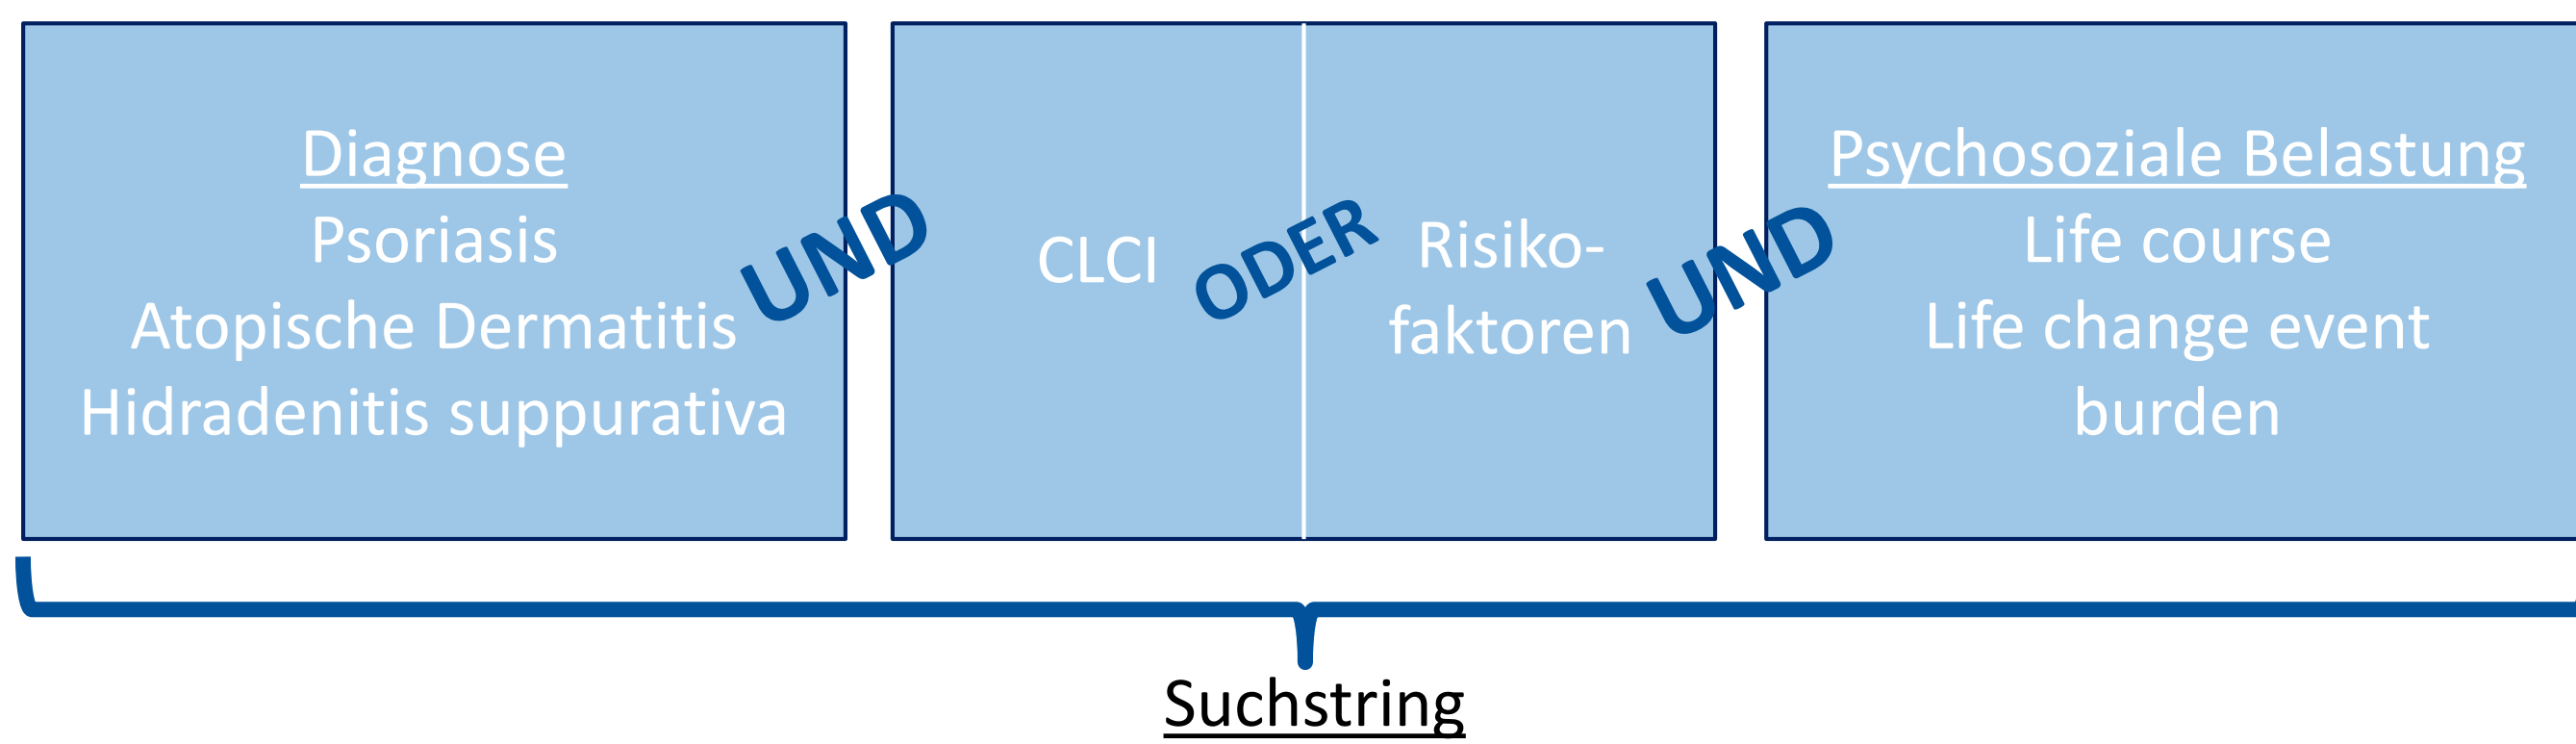 Diagnose
Psoriasis
Atopische Dermatitis
Hidradenitis suppurativa
UND
CLCI
ODER
Risiko-
faktoren
UND
Psychosoziale Belastung
Life course
Life change event
burden
Suchstring